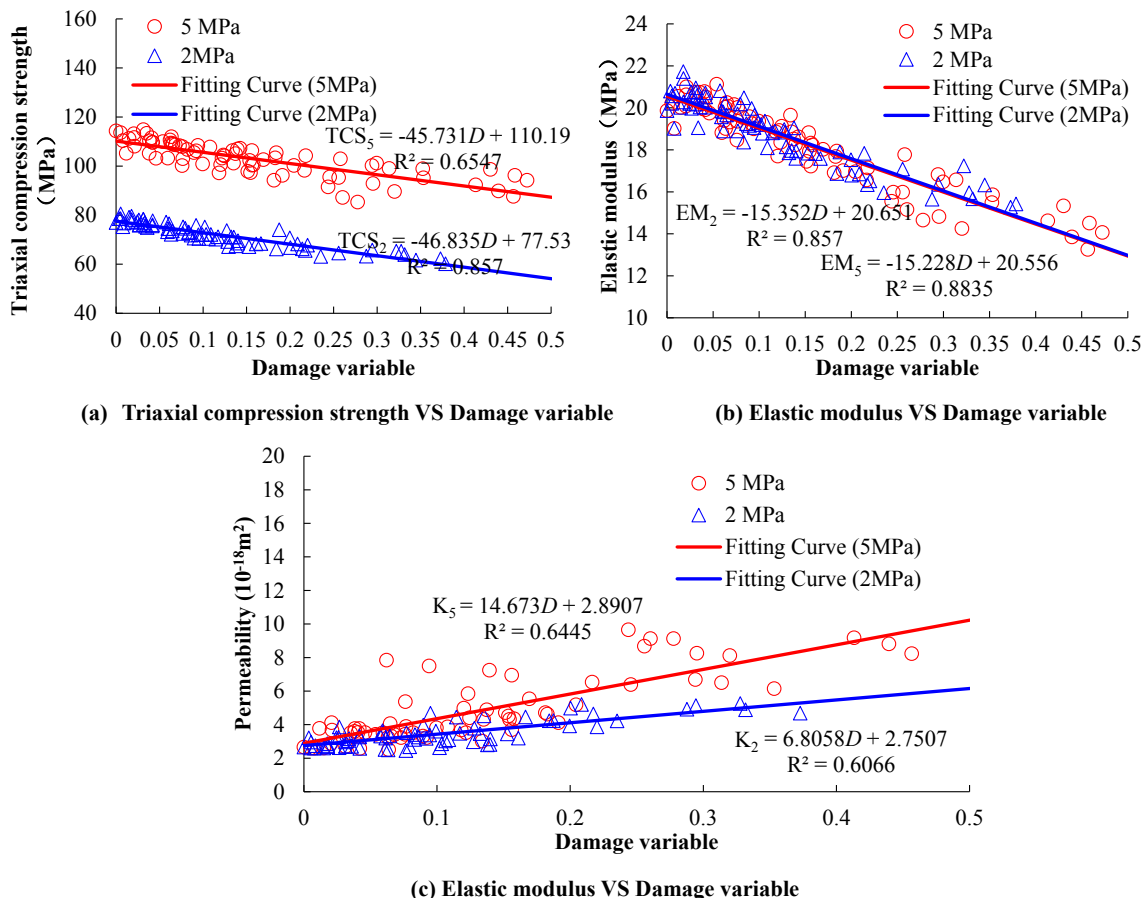 Triaxial compression strength
（MPa）
160
140
120
100
80
60
40
5 MPa
2MPa
Fitting Curve (5MPa)
Fitting Curve (2MPa)
TCS5 = -45.731D + 110.19
R² = 0.6547
TCS2 = -46.835D + 77.53
R² = 0.857
0 0.05 0.1 0.15 0.2 0.25 0.3 0.35 0.4 0.45 0.5
Damage variable
(a) Triaxial compression strength VS Damage variable
Elastic modulus（MPa）
24
22
20
18
16
14
12
10
5 MPa
2 MPa
Fitting Curve (5MPa)
Fitting Curve (2MPa)
EM2 = -15.352D + 20.651
R² = 0.857
EM5 = -15.228D + 20.556
R² = 0.8835
0 0.05 0.1 0.15 0.2 0.25 0.3 0.35 0.4 0.45 0.5
Damage variable
(b) Elastic modulus VS Damage variable
Permeability (10⁻¹⁸m²)
20
18
16
14
12
10
8
6
4
2
0
5 MPa
2 MPa
Fitting Curve (5MPa)
Fitting Curve (2MPa)
K5 = 14.673D + 2.8907
R² = 0.6445
K2 = 6.8058D + 2.7507
R² = 0.6066
0 0.1 0.2 0.3 0.4 0.5
Damage variable
(c) Elastic modulus VS Damage variable